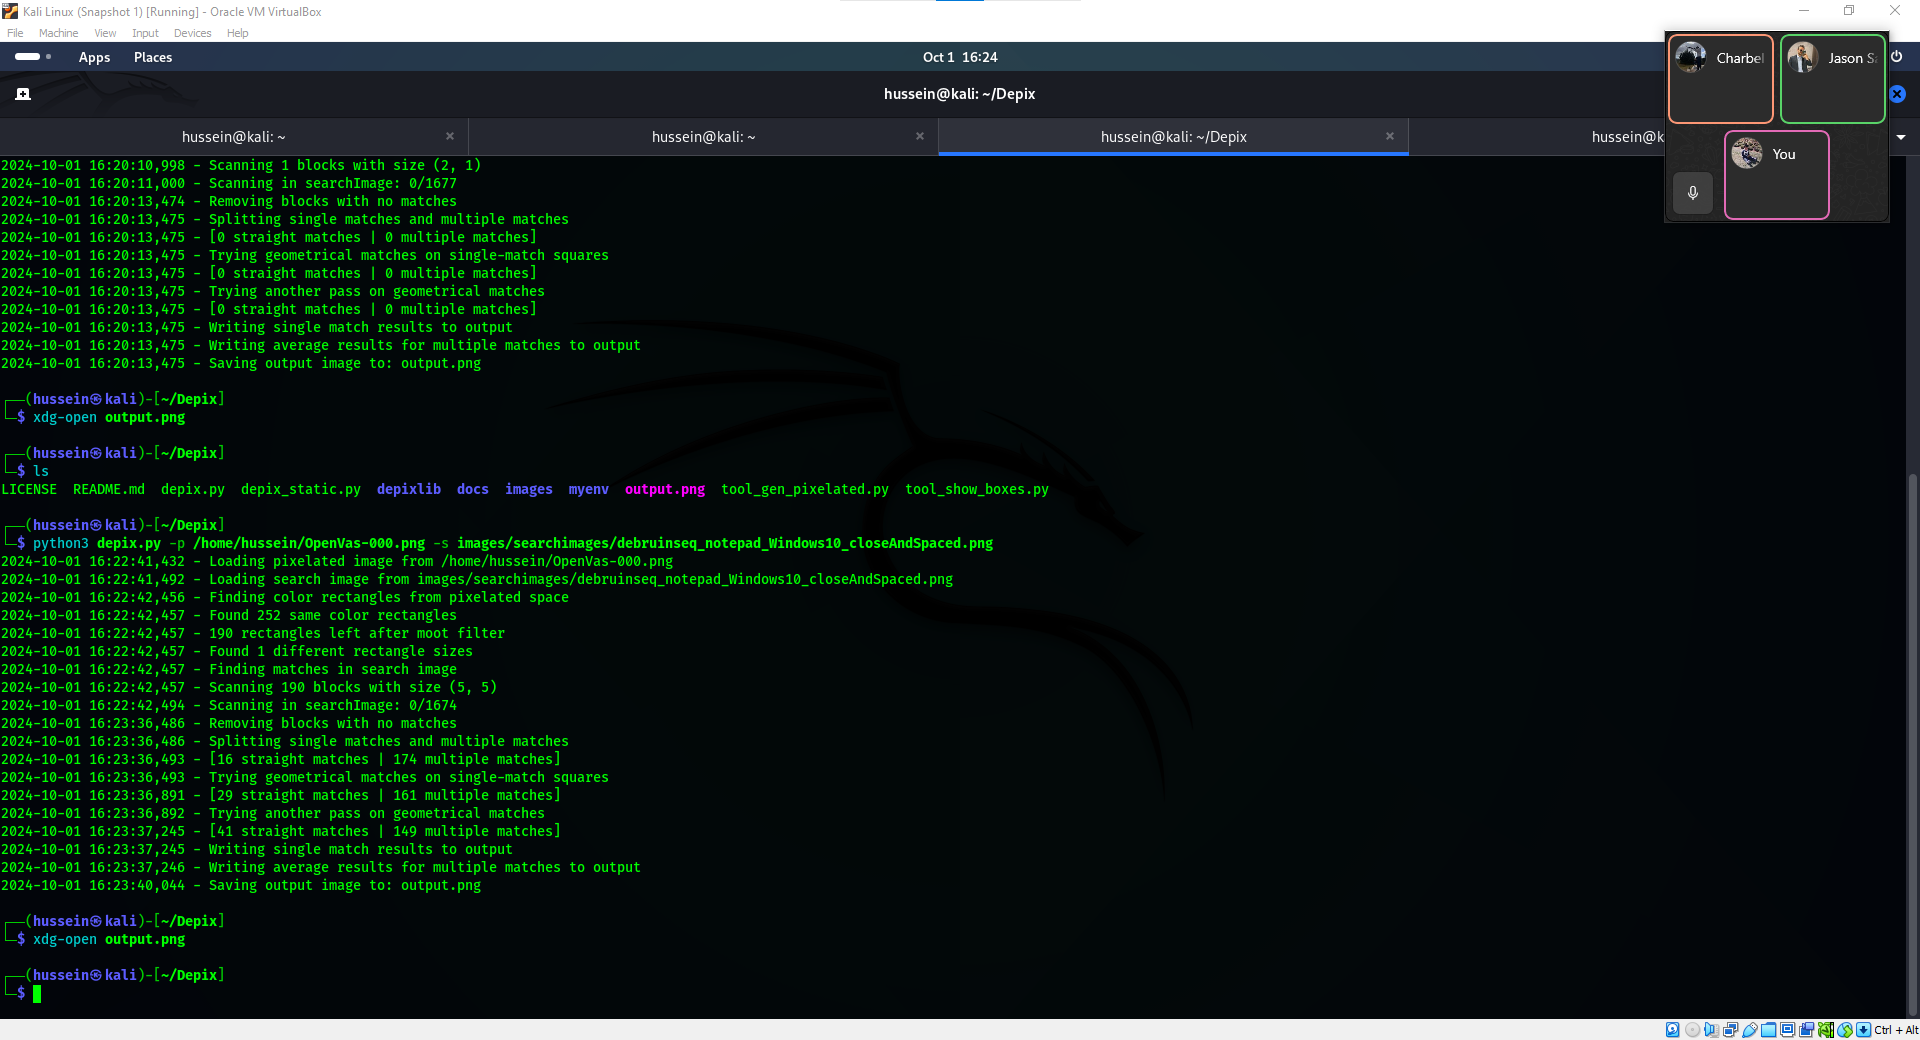 Kali Linux (Snapshot 1) [Running] - Oracle VM VirtualBox
File Machine View Input Devices Help
Apps Places Oct 1 16:24
hussein@kali: ~/Depix
hussein@kali: ~ hussein@kali: ~ hussein@kali: ~/Depix hussein@k
Charbel Jason Sa
You
2024-10-01 16:20:10,998 - Scanning 1 blocks with size (2, 1)
2024-10-01 16:20:11,000 - Scanning in searchImage: 0/1677
2024-10-01 16:20:13,474 - Removing blocks with no matches
2024-10-01 16:20:13,475 - Splitting single matches and multiple matches
2024-10-01 16:20:13,475 - [0 straight matches | 0 multiple matches]
2024-10-01 16:20:13,475 - Trying geometrical matches on single-match squares
2024-10-01 16:20:13,475 - [0 straight matches | 0 multiple matches]
2024-10-01 16:20:13,475 - Trying another pass on geometrical matches
2024-10-01 16:20:13,475 - [0 straight matches | 0 multiple matches]
2024-10-01 16:20:13,475 - Writing single match results to output
2024-10-01 16:20:13,475 - Writing average results for multiple matches to output
2024-10-01 16:20:13,475 - Saving output image to: output.png
┌──(hussein㉿kali)-[~/Depix]
└─$ xdg-open output.png
┌──(hussein㉿kali)-[~/Depix]
└─$ ls
LICENSE README.md depix.py depix_static.py depixlib docs images myenv output.png tool_gen_pixelated.py tool_show_boxes.py
┌──(hussein㉿kali)-[~/Depix]
└─$ python3 depix.py -p /home/hussein/OpenVas-000.png -s images/searchimages/debruinseq_notepad_Windows10_closeAndSpaced.png
2024-10-01 16:22:41,432 - Loading pixelated image from /home/hussein/OpenVas-000.png
2024-10-01 16:22:41,492 - Loading search image from images/searchimages/debruinseq_notepad_Windows10_closeAndSpaced.png
2024-10-01 16:22:42,456 - Finding color rectangles from pixelated space
2024-10-01 16:22:42,457 - Found 252 same color rectangles
2024-10-01 16:22:42,457 - 190 rectangles left after moot filter
2024-10-01 16:22:42,457 - Found 1 different rectangle sizes
2024-10-01 16:22:42,457 - Finding matches in search image
2024-10-01 16:22:42,457 - Scanning 190 blocks with size (5, 5)
2024-10-01 16:22:42,494 - Scanning in searchImage: 0/1674
2024-10-01 16:23:36,486 - Removing blocks with no matches
2024-10-01 16:23:36,486 - Splitting single matches and multiple matches
2024-10-01 16:23:36,493 - [16 straight matches | 174 multiple matches]
2024-10-01 16:23:36,493 - Trying geometrical matches on single-match squares
2024-10-01 16:23:36,891 - [29 straight matches | 161 multiple matches]
2024-10-01 16:23:36,892 - Trying another pass on geometrical matches
2024-10-01 16:23:37,245 - [41 straight matches | 149 multiple matches]
2024-10-01 16:23:37,245 - Writing single match results to output
2024-10-01 16:23:37,246 - Writing average results for multiple matches to output
2024-10-01 16:23:40,044 - Saving output image to: output.png
┌──(hussein㉿kali)-[~/Depix]
└─$ xdg-open output.png
┌──(hussein㉿kali)-[~/Depix]
└─$
Ctrl + Alt